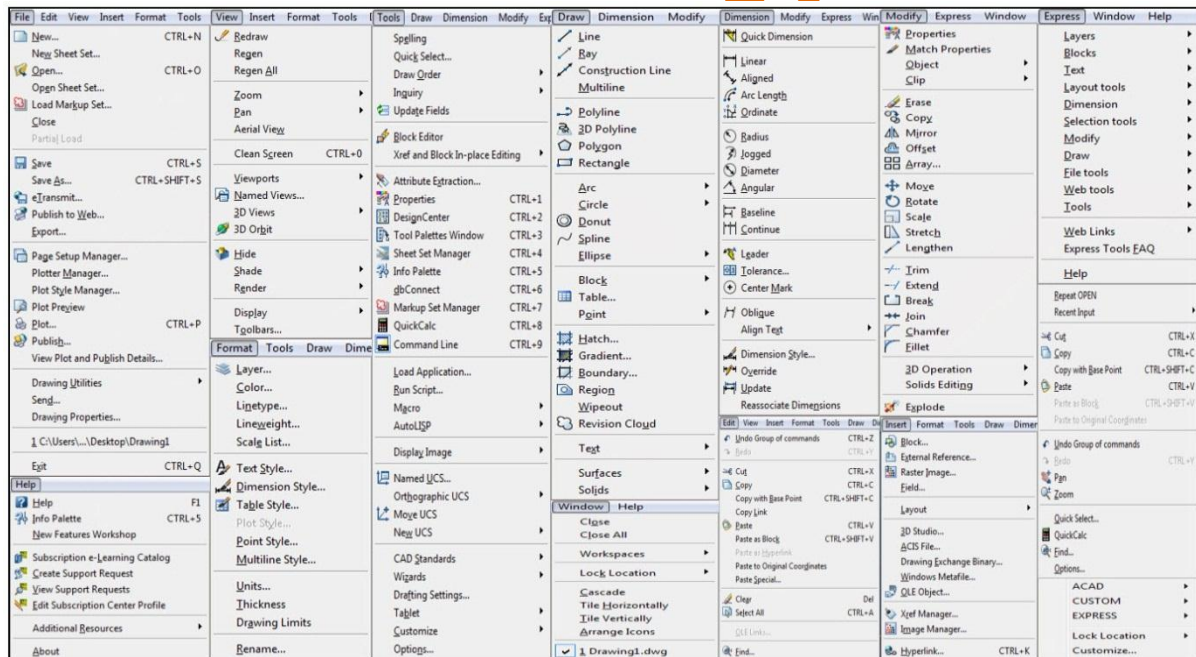 File Edit View Insert Format Tools
New... CTRL+N
New Sheet Set...
Open... CTRL+O
Open Sheet Set...
Load Markup Set...
Close
Partial Load
Save CTRL+S
Save As... CTRL+SHIFT+S
eTransmit...
Publish to Web...
Export...
Page Setup Manager...
Plotter Manager...
Plot Style Manager...
Plot Preview
Plot... CTRL+P
Publish...
View Plot and Publish Details...
Drawing Utilities
Send...
Drawing Properties...
1 C:\Users\...\Desktop\Drawing1
Exit CTRL+Q
Help
Help F1
Info Palette CTRL+5
New Features Workshop
Subscription e-Learning Catalog
Create Support Request
View Support Requests
Edit Subscription Center Profile
Additional Resources
About
View Insert Format Tools
Redraw
Regen
Regen All
Zoom
Pan
Aerial View
Clean Screen CTRL+0
Viewports
Named Views...
3D Views
3D Orbit
Hide
Shade
Render
Display
Toolbars...
Format Tools Draw Dime
Layer...
Color...
Linetype...
Lineweight...
Scale List...
Text Style...
Dimension Style...
Table Style...
Plot Style...
Point Style...
Multiline Style...
Units...
Thickness
Drawing Limits
Rename...
Tools Draw Dimension Modify Exp
Spelling
Quick Select...
Draw Order
Inquiry
Update Fields
Block Editor
Xref and Block In-place Editing
Attribute Extraction...
Properties CTRL+1
DesignCenter CTRL+2
Tool Palettes Window CTRL+3
Sheet Set Manager CTRL+4
Info Palette CTRL+5
dbConnect CTRL+6
Markup Set Manager CTRL+7
QuickCalc CTRL+8
Command Line CTRL+9
Load Application...
Run Script...
Macro
AutoLISP
Display Image
Named UCS...
Orthographic UCS
Move UCS
New UCS
CAD Standards
Wizards
Drafting Settings...
Tablet
Customize
Options...
Draw Dimension Modify
Line
Ray
Construction Line
Multiline
Polyline
3D Polyline
Polygon
Rectangle
Arc
Circle
Donut
Spline
Ellipse
Block
Table...
Point
Hatch...
Gradient...
Boundary...
Region
Wipeout
Revision Cloud
Text
Surfaces
Solids
Window Help
Close
Close All
Workspaces
Lock Location
Cascade
Tile Horizontally
Tile Vertically
Arrange Icons
1 Drawing1.dwg
Dimension Modify Express Win
Quick Dimension
Linear
Aligned
Arc Length
Ordinate
Radius
Jogged
Diameter
Angular
Baseline
Continue
Leader
Tolerance...
Center Mark
Oblique
Align Text
Dimension Style...
Override
Update
Reassociate Dimensions
Edit View Insert Format Tools Draw Di
Undo Group of commands CTRL+Z
Redo CTRL+Y
Cut CTRL+X
Copy CTRL+C
Copy with Base Point CTRL+SHIFT+C
Copy Link
Paste CTRL+V
Paste as Block CTRL+SHIFT+V
Paste as Hyperlink
Paste to Original Coordinates
Paste Special...
Clear Del
Select All CTRL+A
OLE Links...
Find...
Modify Express Window
Properties
Match Properties
Object
Clip
Erase
Copy
Mirror
Offset
Array...
Move
Rotate
Scale
Stretch
Lengthen
Trim
Extend
Break
Join
Chamfer
Fillet
3D Operation
Solids Editing
Explode
Insert Format Tools Draw Dimer
Block...
External Reference...
Raster Image...
Field...
Layout
3D Studio...
ACIS File...
Drawing Exchange Binary...
Windows Metafile...
OLE Object...
Xref Manager...
Image Manager...
Hyperlink... CTRL+K
Express Window Help
Layers
Blocks
Text
Layout tools
Dimension
Selection tools
Modify
Draw
File tools
Web tools
Tools
Web Links
Express Tools FAQ
Help
Repeat OPEN
Recent Input
Cut CTRL+X
Copy CTRL+C
Copy with Base Point CTRL+SHIFT+C
Paste CTRL+V
Paste as Block CTRL+SHIFT+V
Paste to Original Coordinates
Undo Group of commands
Redo CTRL+Y
Pan
Zoom
Quick Select...
QuickCalc
Find...
Options...
ACAD
CUSTOM
EXPRESS
Lock Location
Customize...